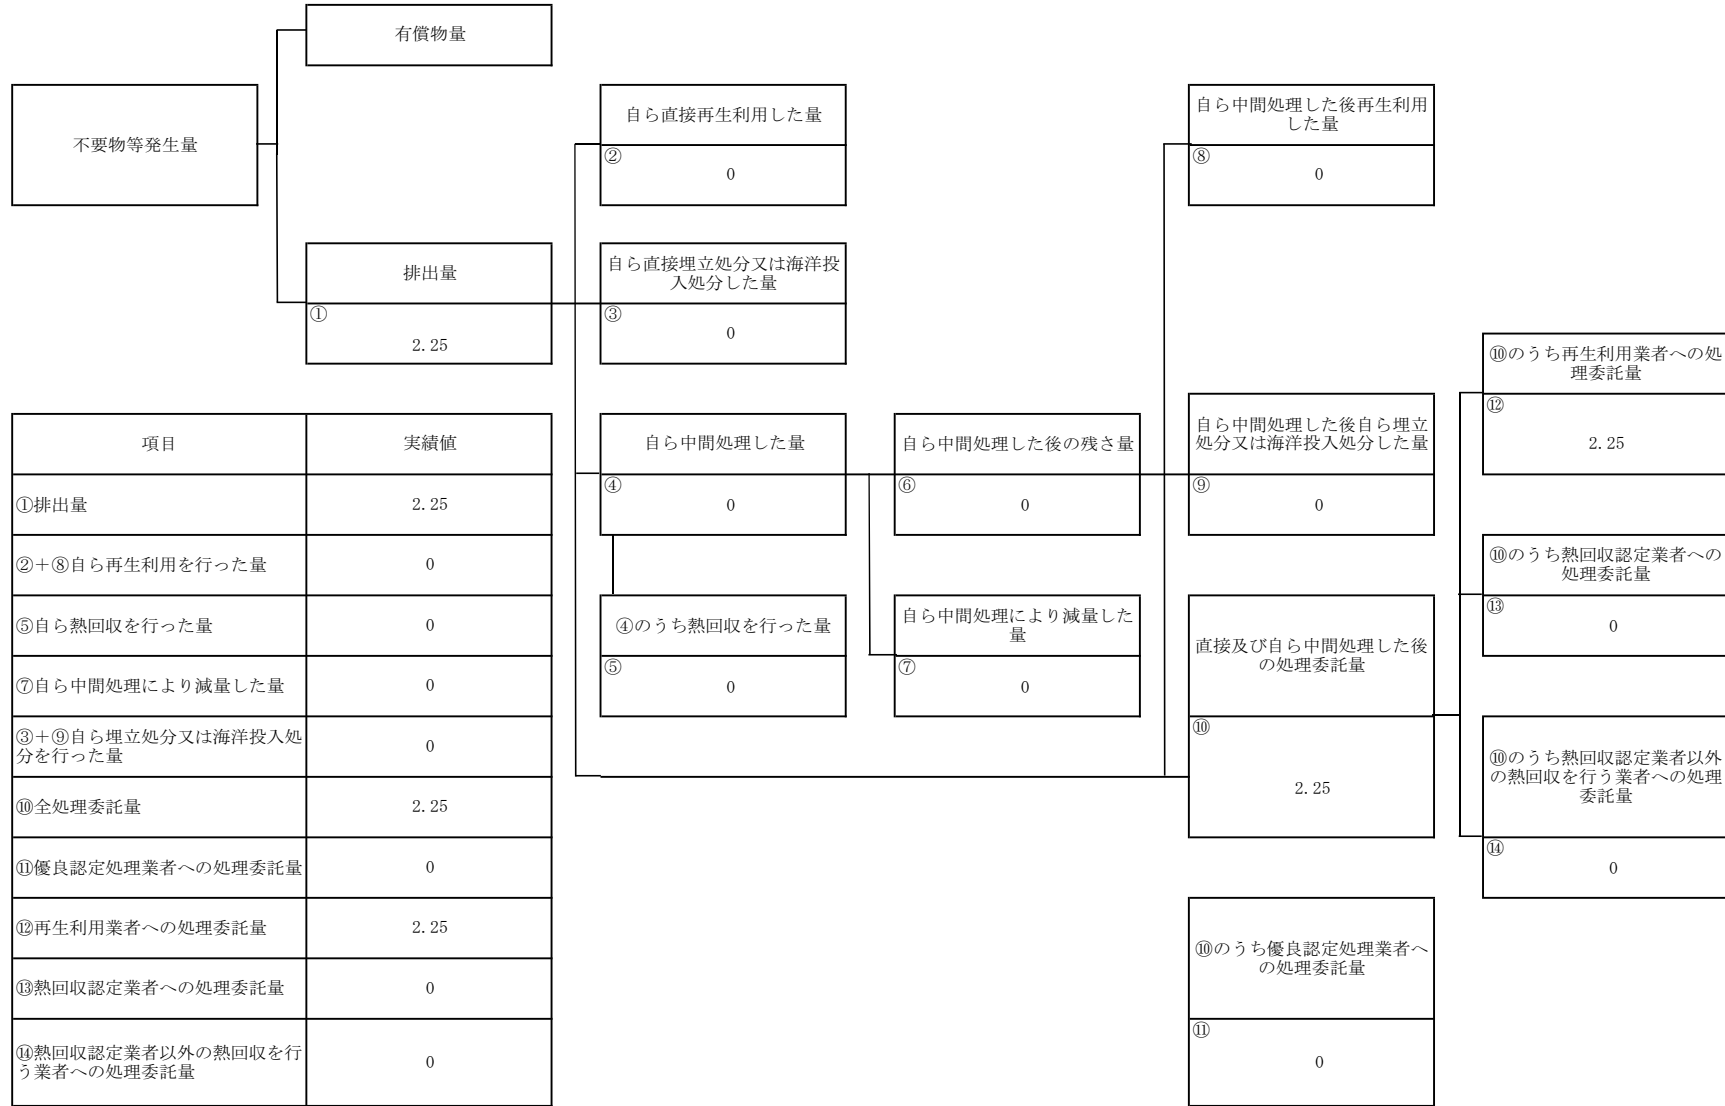 有償物量
不要物等発生量
自ら直接再生利用した量
②
0
自ら中間処理した後再生利用
した量
⑧
0
排出量
①
2.25
自ら直接埋立処分又は海洋投
入処分した量
③
0
⑩のうち再生利用業者への処
理委託量
⑫
2.25
自ら中間処理した量
④
0
自ら中間処理した後の残さ量
⑥
0
自ら中間処理した後自ら埋立
処分又は海洋投入処分した量
⑨
0
⑩のうち熱回収認定業者への
処理委託量
⑬
0
④のうち熱回収を行った量
⑤
0
自ら中間処理により減量した
量
⑦
0
直接及び自ら中間処理した後
の処理委託量
⑩
2.25
⑩のうち熱回収認定業者以外
の熱回収を行う業者への処理
委託量
⑭
0
⑩のうち優良認定処理業者へ
の処理委託量
⑪
0
項目 実績値
①排出量 2.25
②＋⑧自ら再生利用を行った量 0
⑤自ら熱回収を行った量 0
⑦自ら中間処理により減量した量 0
③＋⑨自ら埋立処分又は海洋投入処
分を行った量 0
⑩全処理委託量 2.25
⑪優良認定処理業者への処理委託量 0
⑫再生利用業者への処理委託量 2.25
⑬熱回収認定業者への処理委託量 0
⑭熱回収認定業者以外の熱回収を行
う業者への処理委託量 0